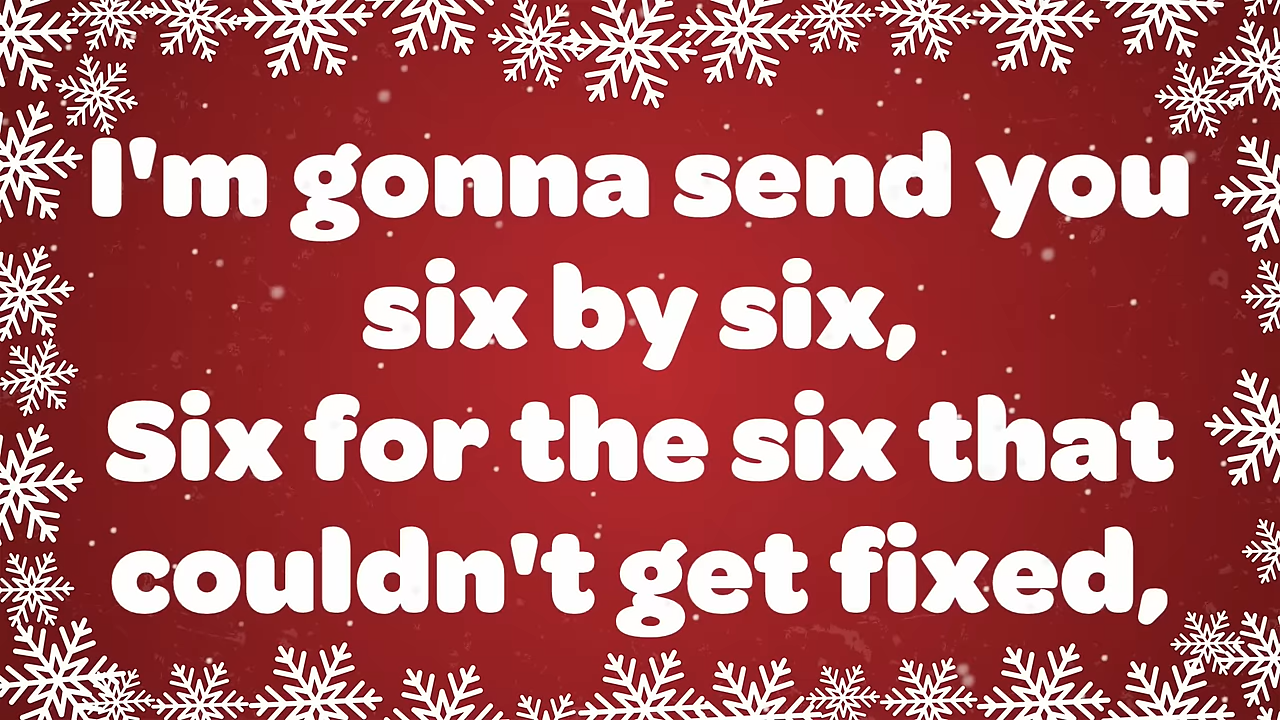 I'm gonna send you
six by six,
Six for the six that
couldn't get fixed,